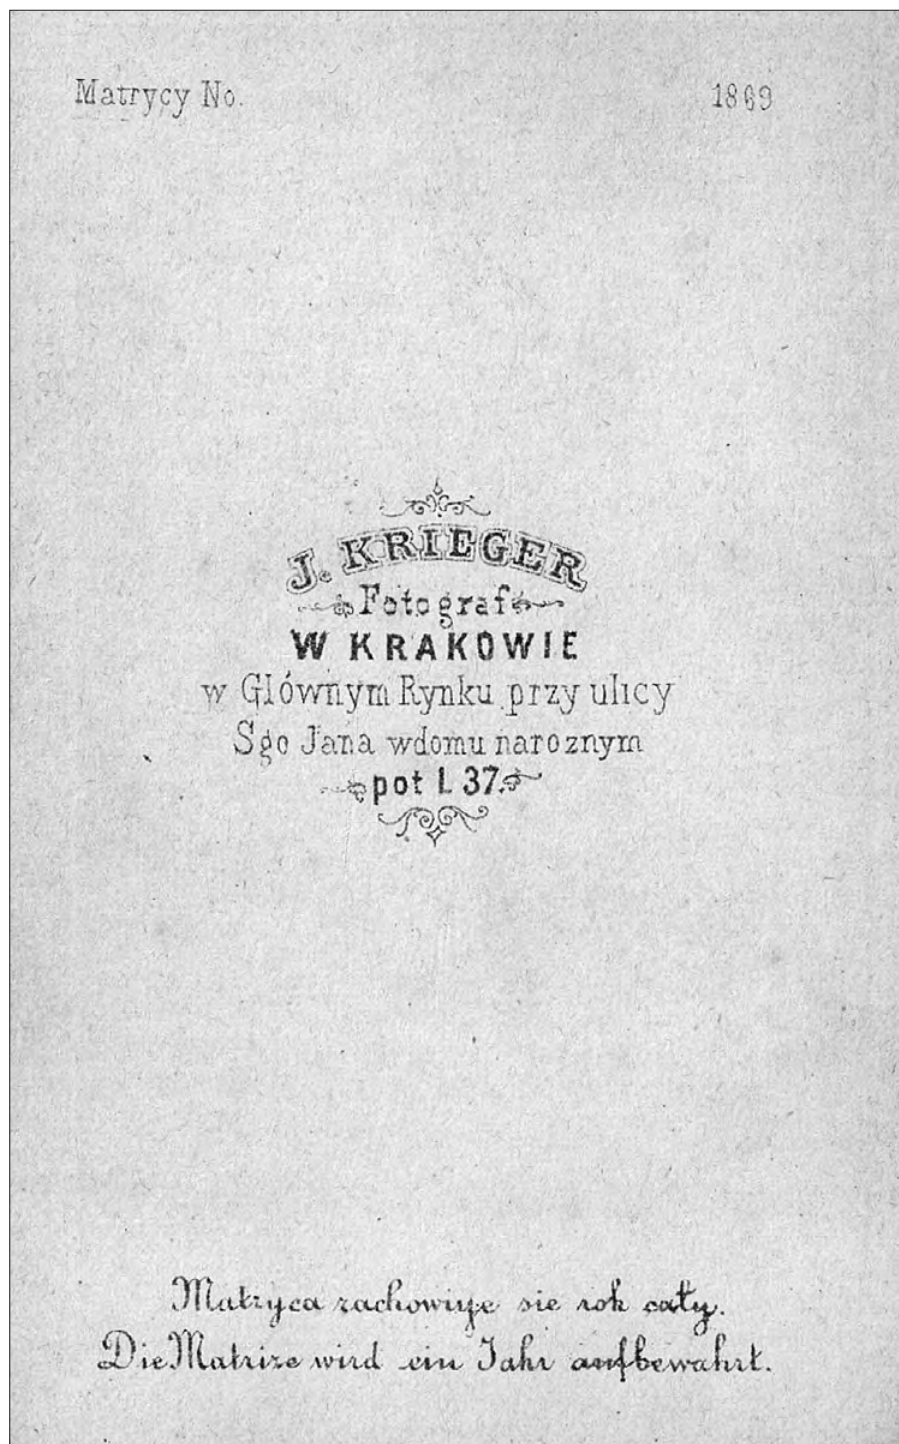 Matrycy No. 1869
J. KRIEGER
Fotograf
W KRAKOWIE
w Głównym Rynku przy ulicy
Sgo Jana wdomu naroznym
pot L 37.
Matryca zachowuje sie rok cały.
Die Matrize wird ein Jahr aufbewahrt.